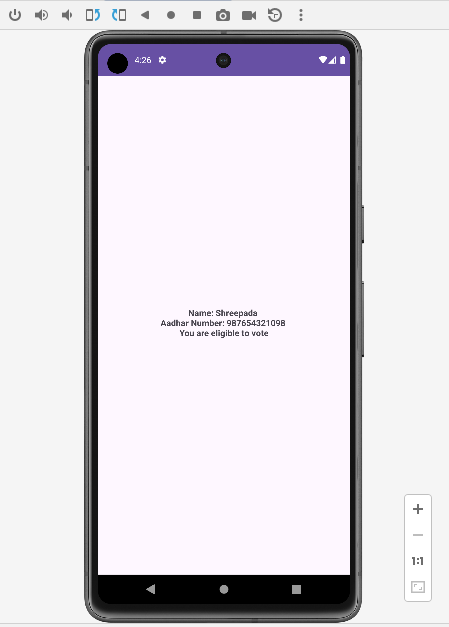 4:26
Name: Shreepada
Aadhar Number: 987654321098
You are eligible to vote
1:1